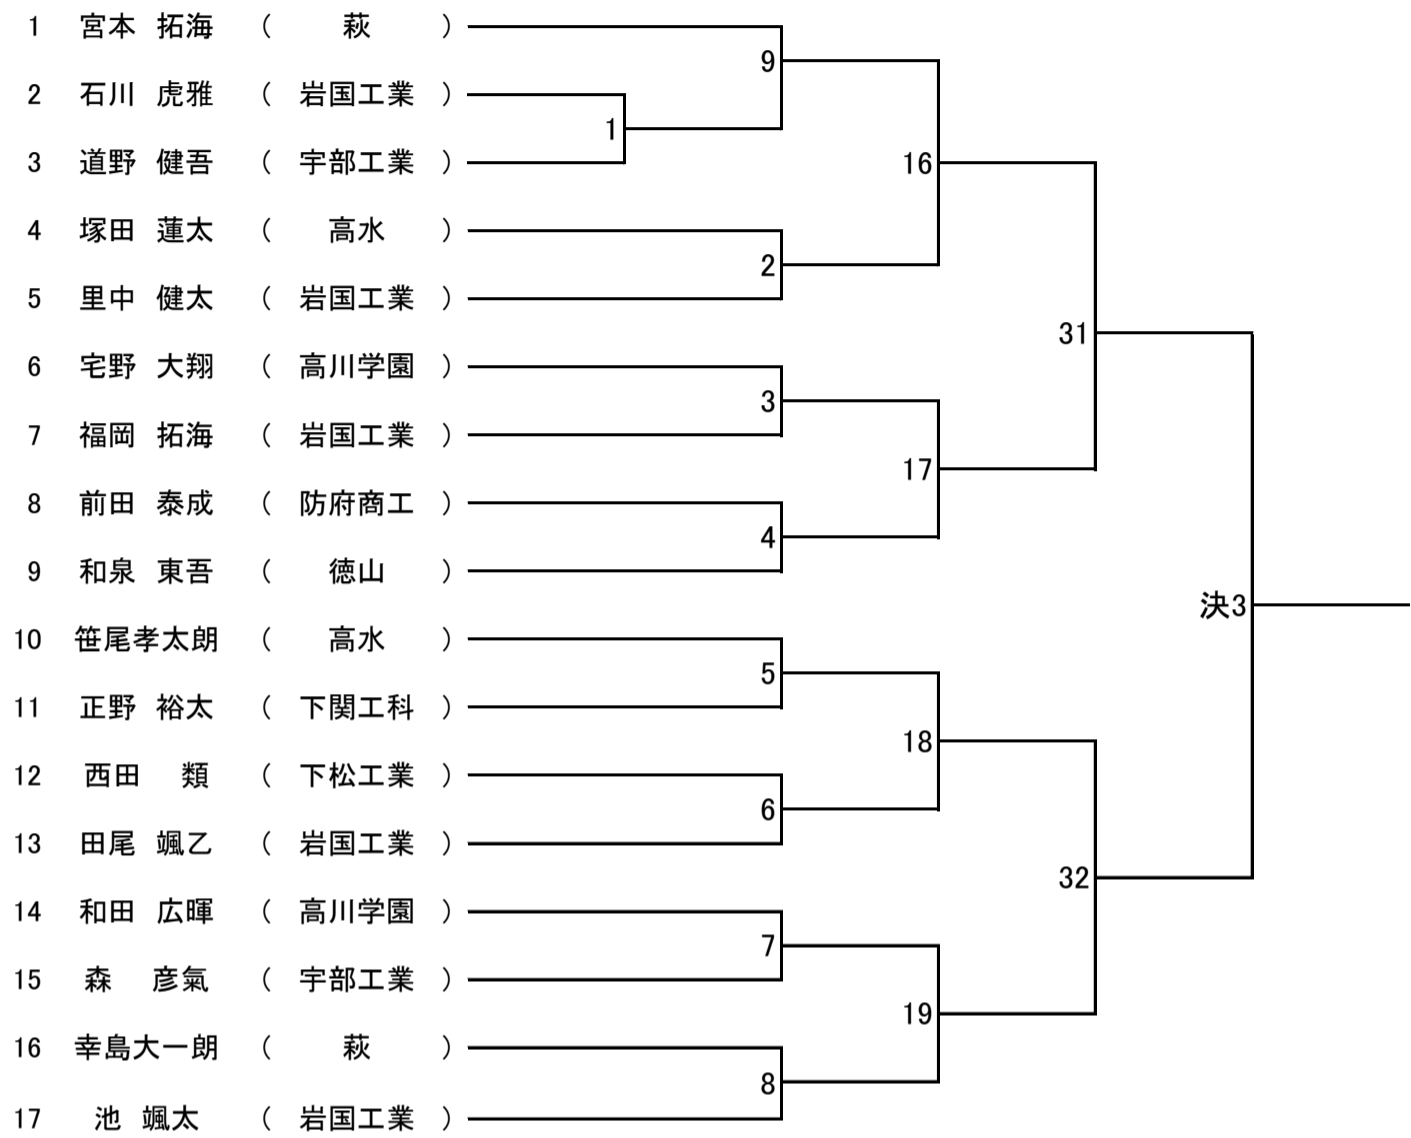 1 宮本 拓海 ( 萩 )
9
2 石川 虎雅 ( 岩国工業 )
1
3 道野 健吾 ( 宇部工業 )
16
4 塚田 蓮太 ( 高水 )
2
5 里中 健太 ( 岩国工業 )
31
6 宅野 大翔 ( 高川学園 )
3
7 福岡 拓海 ( 岩国工業 )
17
8 前田 泰成 ( 防府商工 )
4
9 和泉 東吾 ( 徳山 )
決3
10 笹尾孝太朗 ( 高水 )
5
11 正野 裕太 ( 下関工科 )
18
12 西田 類 ( 下松工業 )
6
13 田尾 颯乙 ( 岩国工業 )
32
14 和田 広暉 ( 高川学園 )
7
15 森 彦氣 ( 宇部工業 )
19
16 幸島大一朗 ( 萩 )
8
17 池 颯太 ( 岩国工業 )